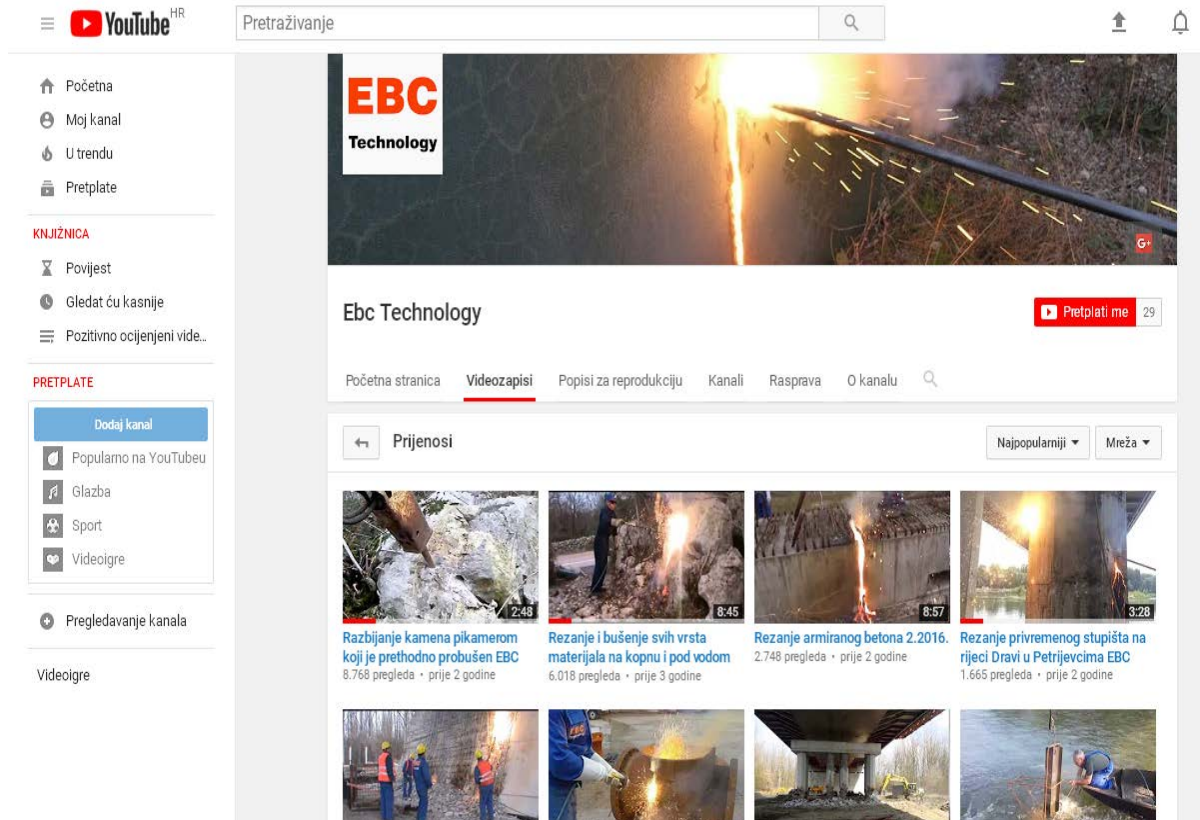 YouTube HR
Pretraživanje
Početna
Moj kanal
U trendu
Pretplate
KNJIŽNICA
Povijest
Gledat ću kasnije
Pozitivno ocijenjeni vide...
PRETPLATE
Dodaj kanal
Popularno na YouTubeu
Glazba
Sport
Videoigre
Pregledavanje kanala
Videoigre
EBC
Technology
G+
Ebc Technology
Pretplati me 29
Početna stranica Videozapisi Popisi za reprodukciju Kanali Rasprava O kanalu
Prijenosi
Najpopularniji Mreža
2:48
Razbijanje kamena pikamerom
koji je prethodno probušen EBC
8.768 pregleda • prije 2 godine
8:45
Rezanje i bušenje svih vrsta
materijala na kopnu i pod vodom
6.018 pregleda • prije 3 godine
8:57
Rezanje armiranog betona 2.2016.
2.748 pregleda • prije 2 godine
3:28
Rezanje privremenog stupišta na
rijeci Dravi u Petrijevcima EBC
1.665 pregleda • prije 2 godine